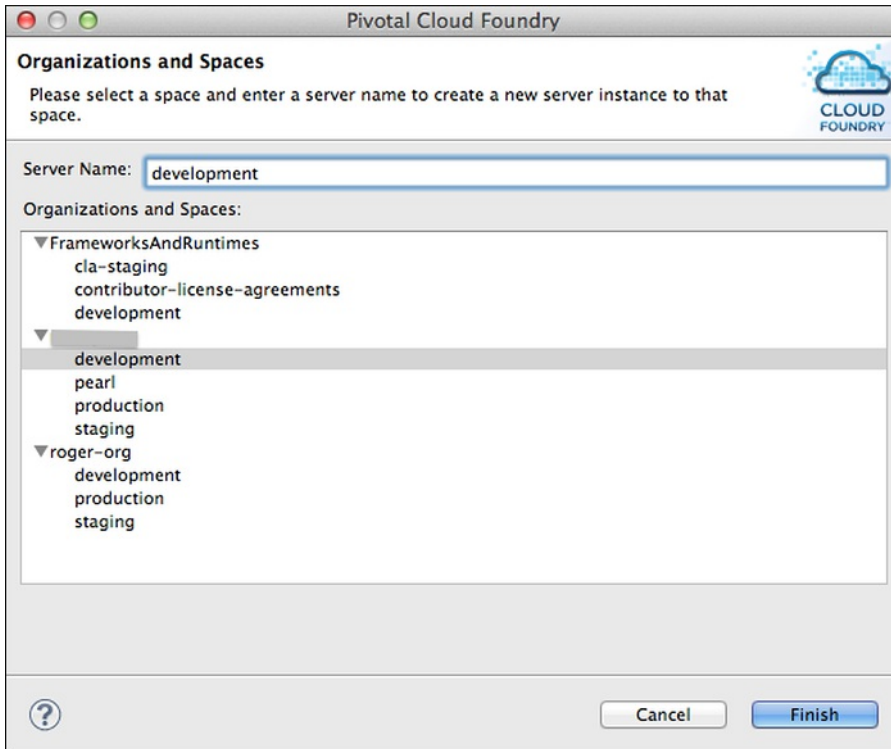 Pivotal Cloud Foundry
Organizations and Spaces
Please select a space and enter a server name to create a new server instance to that
space.
CLOUD
FOUNDRY
Server Name: development
Organizations and Spaces:
FrameworksAndRuntimes
cla-staging
contributor-license-agreements
development
development
pearl
production
staging
roger-org
development
production
staging
?
Cancel Finish